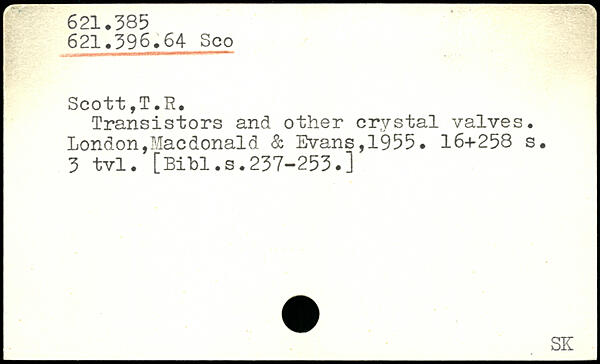 621.385
621.396.64 Sco
Scott,T.R.
Transistors and other crystal valves.
London,Macdonald & Evans,1955. 16+258 s.
3 tvl. [Bibl.s.237-253.]
SK